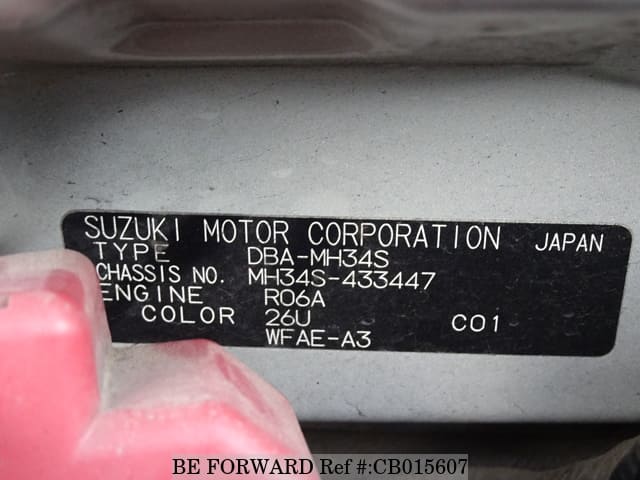 SUZUKI MOTOR CORPORATION JAPAN
TYPE DBA-MH34S
CHASSIS NO. MH34S-433447
ENGINE R06A
COLOR 26U C01
WFAE-A3
BE FORWARD Ref #:CB015607